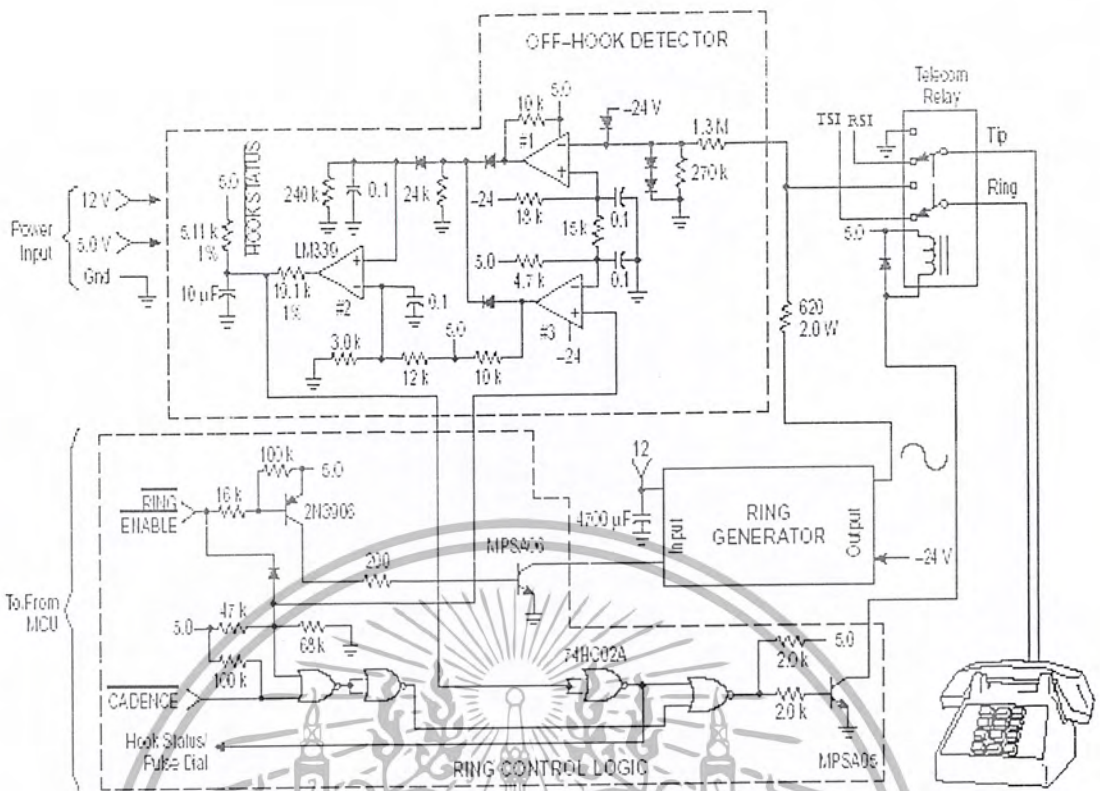 OFF-HOOK DETECTOR
Telecom
Relay
TSI RSI
Tip
Ring
5.0
-24 V
1.3 M
10 k
5.0
#1
270 k
240 k
0.1
24 k
-24
18 k
0.1
15k
5.0
4.7 k
0.1
HOOK STATUS
5.0
5.11 k
1%
LM339
19.1 k
1%
#2
10 µF
0.1
#3
-24
3.0 k
12 k
5.0
10 k
Power
Input
12 V
5.0 V
Gnd
620
2.0 W
To/From
MCU
RING
ENABLE
16 k
100 k
5.0
2N3906
200
MPSA06
12
4700 µF
Input
RING
GENERATOR
Output
-24 V
5.0
47 k
68 k
100 k
CADENCE
74HC02A
2.0 k
5.0
2.0 k
MPSA05
Hook Status/
Pulse Dial
RING CONTROL LOGIC